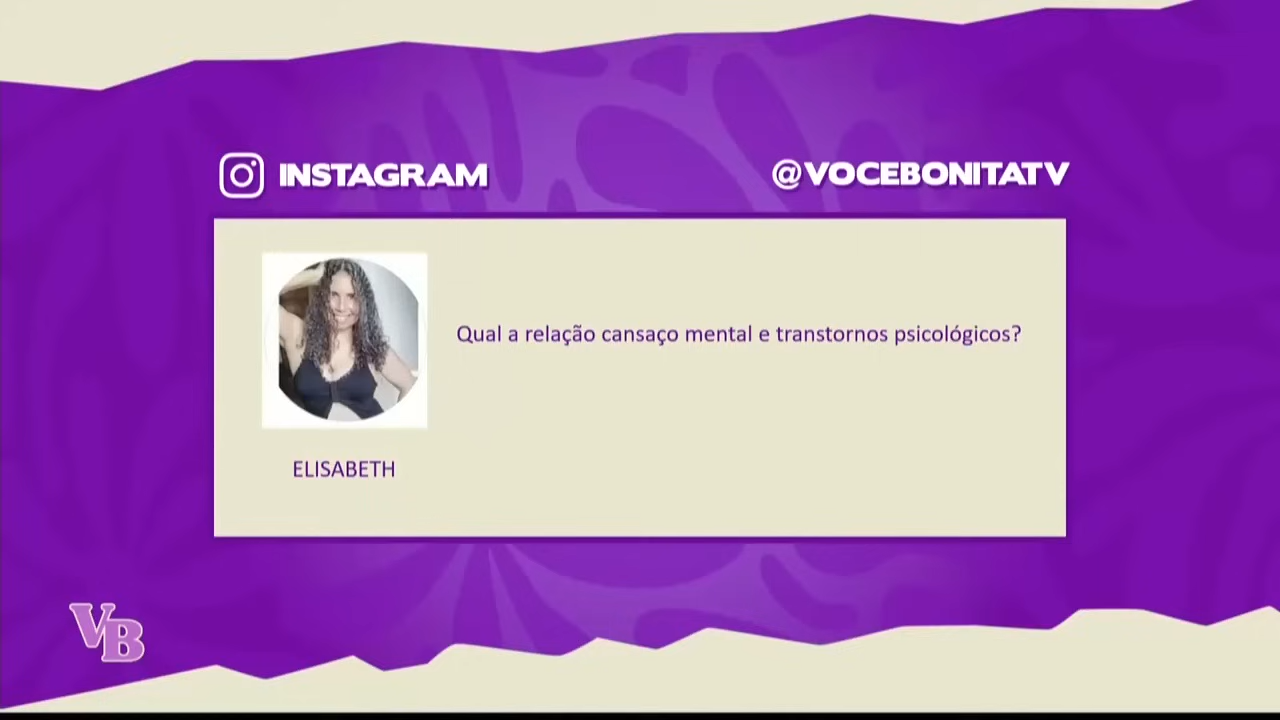 INSTAGRAM
@VOCEBONITATV
Qual a relação cansaço mental e transtornos psicológicos?
ELISABETH
VB